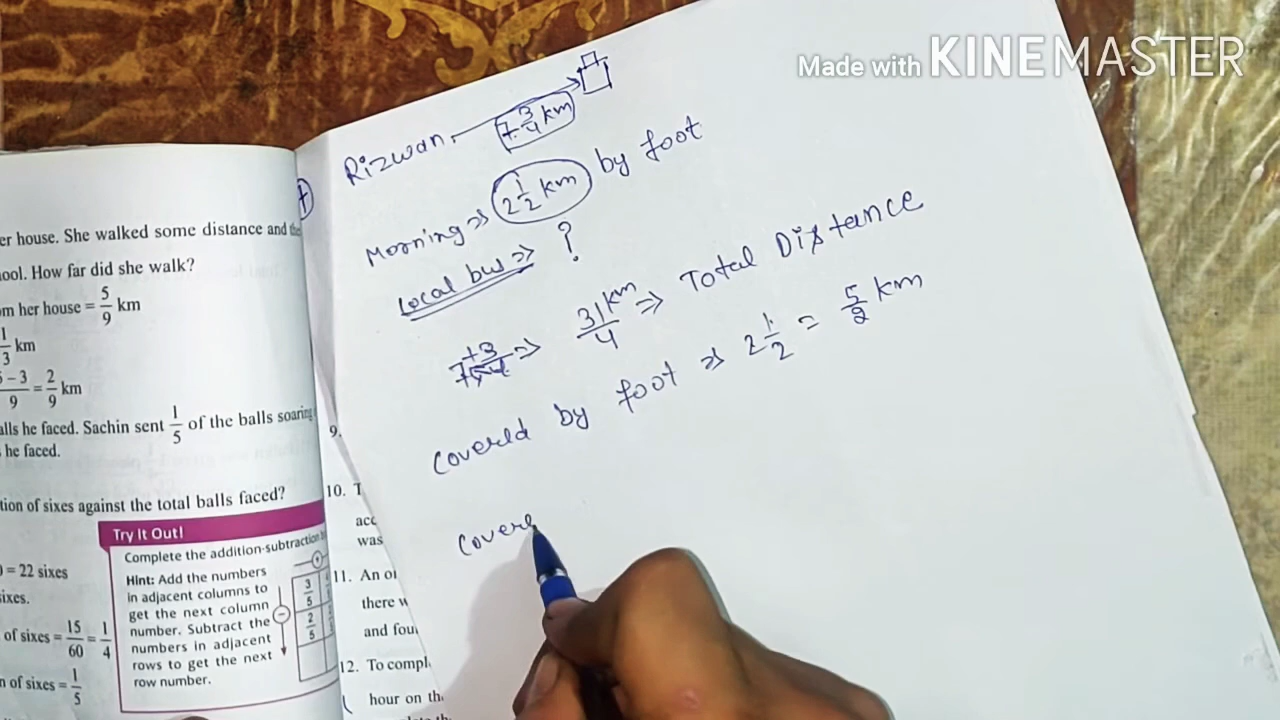 Made with KINEMASTER
Rizwan 7 3/4 km
Morning ⇒ 2 1/2 km by foot
Local bus ⇒ ?
⇒ 31/4 km ⇒ Total Distance
Covered by foot ⇒ 2 1/2 = 5/2 km
Covere
er house. She walked some distance and
ool. How far did she walk?
m her house = 5/9 km
1/3 km
- 3/9 = 2/9 km
alls he faced. Sachin sent 1/5 of the balls soaring
he faced.
tion of sixes against the total balls faced?
Try It Out!
Complete the addition-subtraction
Hint: Add the numbers
in adjacent columns to
get the next column
number. Subtract the
numbers in adjacent
rows to get the next
row number.
3/5
2/5
= 22 sixes
ixes.
of sixes = 15/60 = 1/4
n of sixes = 1/5
9.
10. T
acc
was
11. An
there w
and fou
12. To compl
hour on th